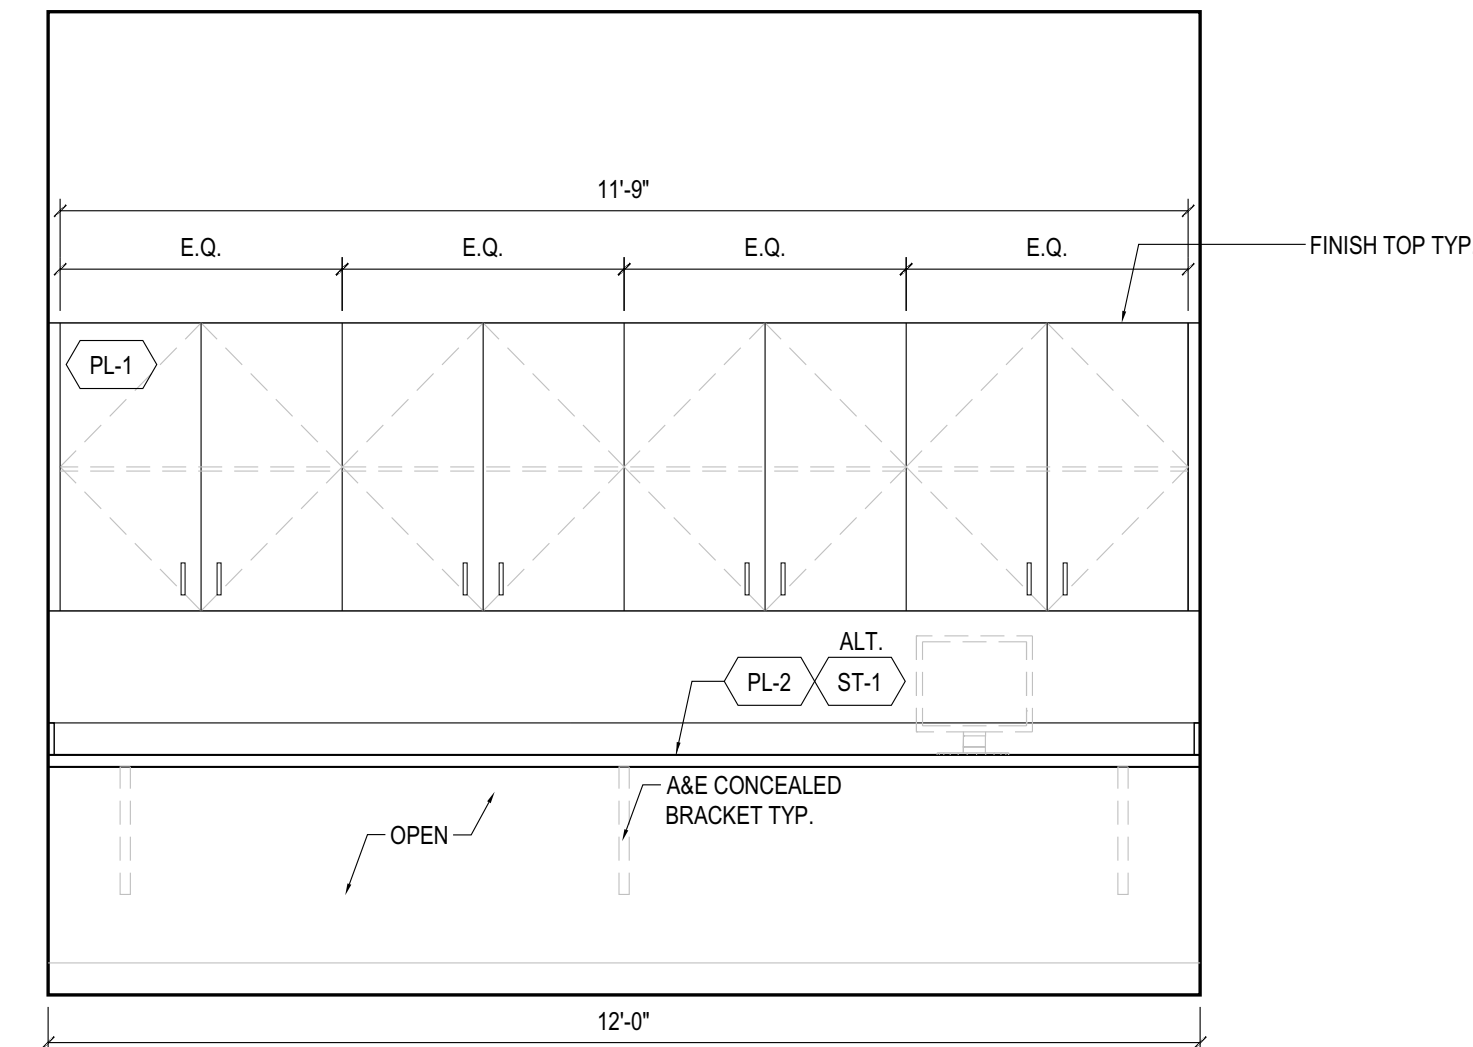 11'-9"
E.Q. E.Q. E.Q. E.Q.
FINISH TOP TYP
PL-1
ALT.
PL-2 ST-1
A&E CONCEALED
BRACKET TYP.
OPEN
12'-0"